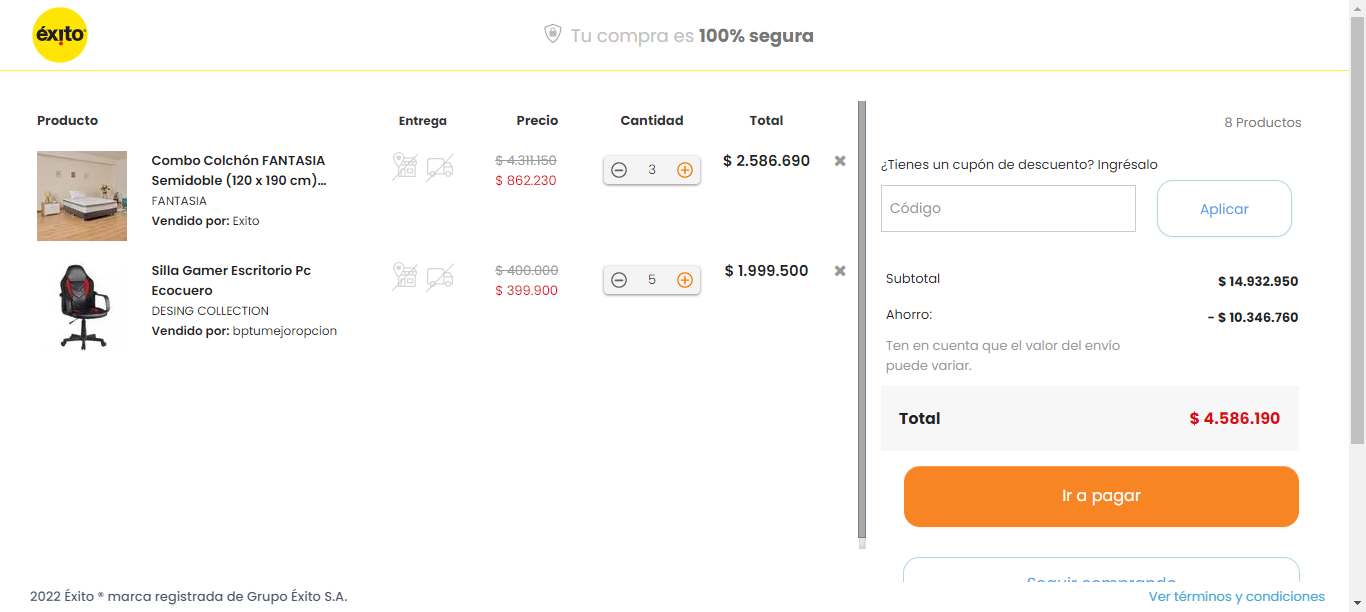 éxito
Tu compra es 100% segura
Producto Entrega Precio Cantidad Total
Combo Colchón FANTASIA
Semidoble (120 x 190 cm)...
FANTASIA
Vendido por: Exito
$ 4.311.150
$ 862.230
3
$ 2.586.690
Silla Gamer Escritorio Pc
Ecocuero
DESING COLLECTION
Vendido por: bptumejoropcion
$ 400.000
$ 399.900
5
$ 1.999.500
8 Productos
¿Tienes un cupón de descuento? Ingrésalo
Código
Aplicar
Subtotal $ 14.932.950
Ahorro: - $ 10.346.760
Ten en cuenta que el valor del envío
puede variar.
Total $ 4.586.190
Ir a pagar
Seguir comprando
2022 Éxito ® marca registrada de Grupo Éxito S.A.
Ver términos y condiciones